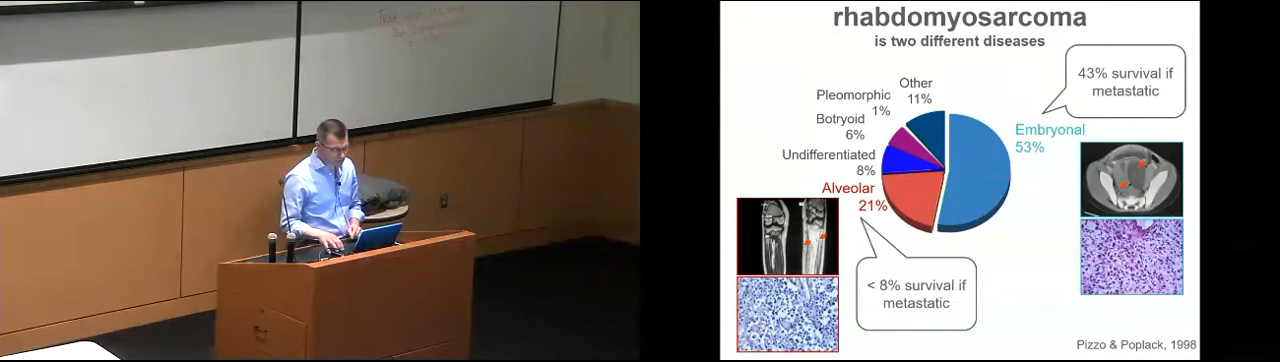 rhabdomyosarcoma
is two different diseases
43% survival if
metastatic
Other
11%
Pleomorphic
1%
Botryoid
6%
Embryonal
53%
Undifferentiated
8%
Alveolar
21%
< 8% survival if
metastatic
Pizzo & Poplack, 1998